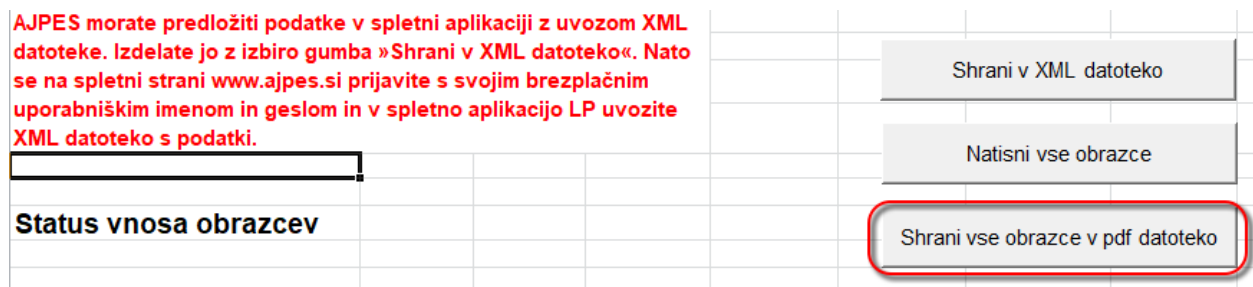 AJPES morate predložiti podatke v spletni aplikaciji z uvozom XML
datoteke. Izdelate jo z izbiro gumba »Shrani v XML datoteko«. Nato
se na spletni strani www.ajpes.si prijavite s svojim brezplačnim
uporabniškim imenom in geslom in v spletno aplikacijo LP uvozite
XML datoteko s podatki.
Shrani v XML datoteko
Natisni vse obrazce
Status vnosa obrazcev
Shrani vse obrazce v pdf datoteko